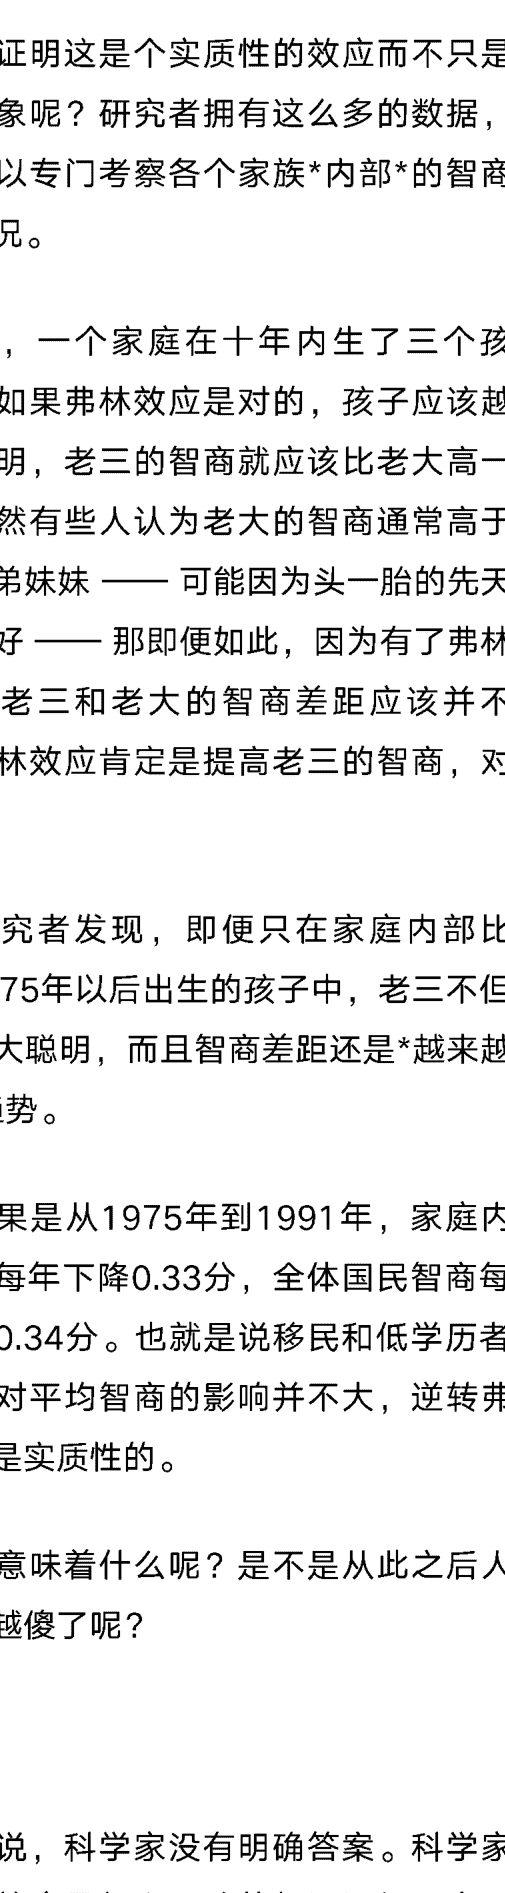 证明这是个实质性的效应而不只是
象呢？研究者拥有这么多的数据，
以专门考察各个家族*内部*的智商
况。
，一个家庭在十年内生了三个孩
如果弗林效应是对的，孩子应该越
明，老三的智商就应该比老大高一
然有些人认为老大的智商通常高于
弟妹妹 —— 可能因为头一胎的先天
好 —— 那即便如此，因为有了弗林
老三和老大的智商差距应该并不
林效应肯定是提高老三的智商，对
究者发现，即便只在家庭内部比
75年以后出生的孩子中，老三不但
大聪明，而且智商差距还是*越来越
趋势。
果是从1975年到1991年，家庭内
每年下降0.33分，全体国民智商每
0.34分。也就是说移民和低学历者
对平均智商的影响并不大，逆转弗
是实质性的。
意味着什么呢？是不是从此之后人
越傻了呢？
说，科学家没有明确答案。科学家